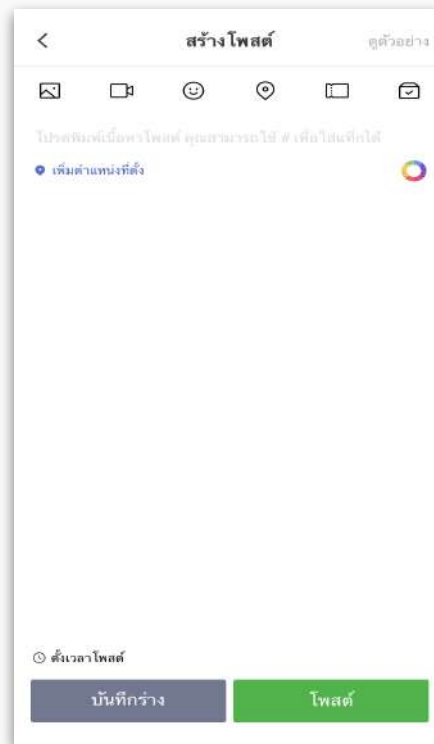 สร้างโพสต์ ดูตัวอย่าง
โปรดพิมพ์เนื้อหาโพสต์ คุณสามารถใช้ # เพื่อใส่แท็กได้
เพิ่มตำแหน่งที่ตั้ง
ตั้งเวลาโพสต์
บันทึกร่าง โพสต์